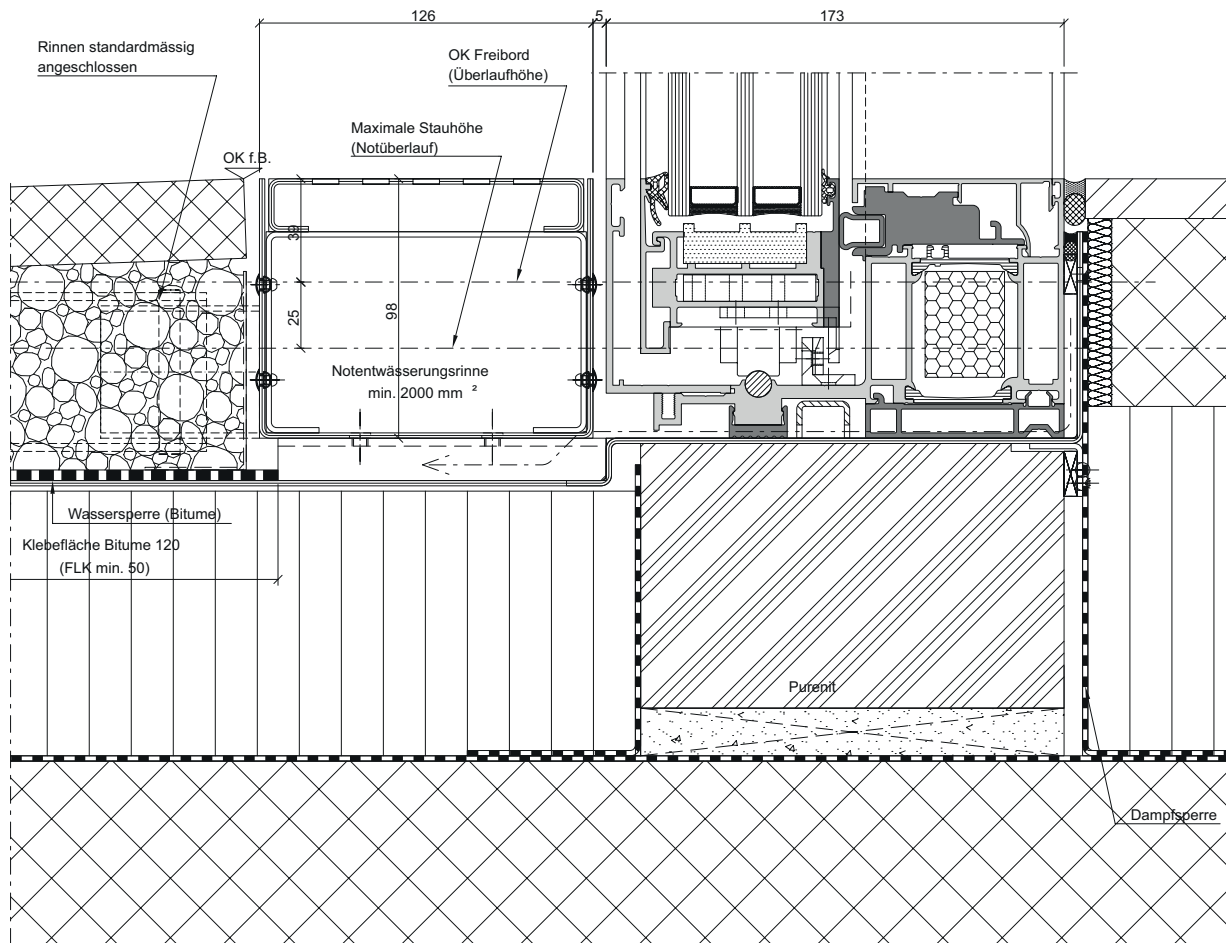 126
5
173
Rinnen standardmässig
angeschlossen
OK Freibord
(Überlaufhöhe)
Maximale Stauhöhe
(Notüberlauf)
OK f.B.
39
25
98
Notentwässerungsrinne
min. 2000 mm ²
Wassersperre (Bitume)
Klebefläche Bitume 120
(FLK min. 50)
Purenit
Dampfsperre